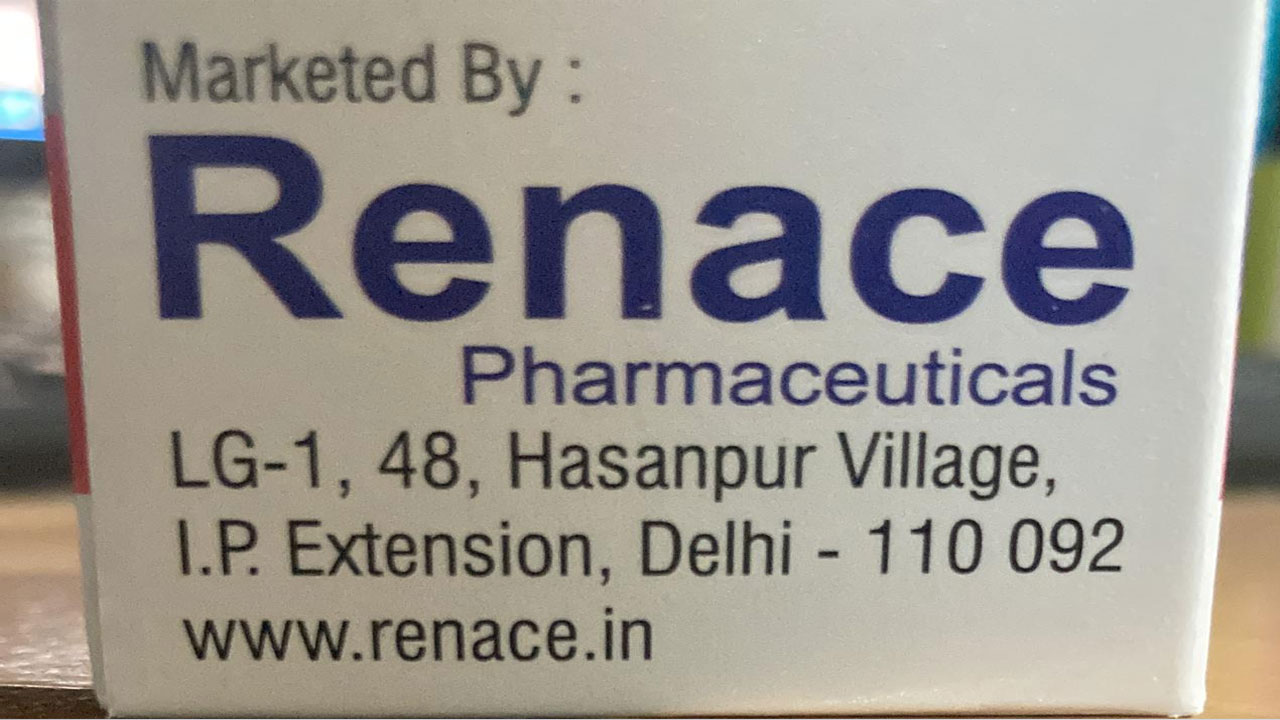 Marketed By :
Renace
Pharmaceuticals
LG-1, 48, Hasanpur Village,
I.P. Extension, Delhi - 110 092
www.renace.in